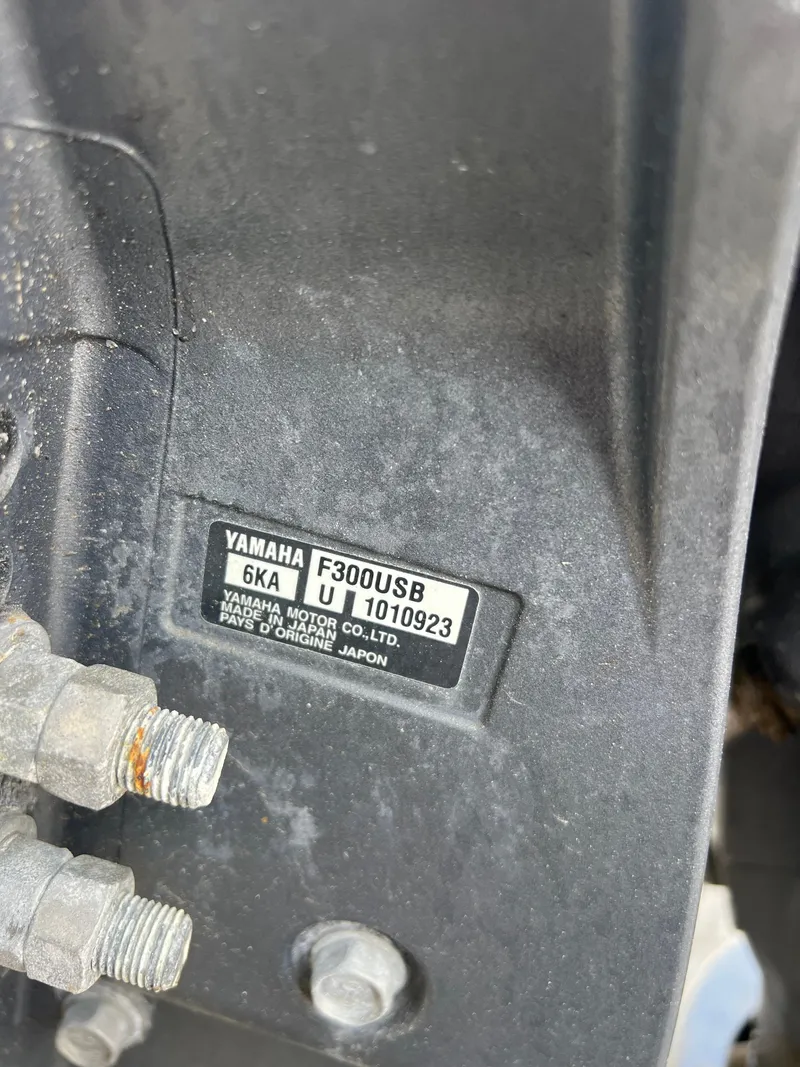 YAMAHA F300USB
6KA U 1010923
YAMAHA MOTOR CO.,LTD.
MADE IN JAPAN
PAYS D'ORIGINE JAPON